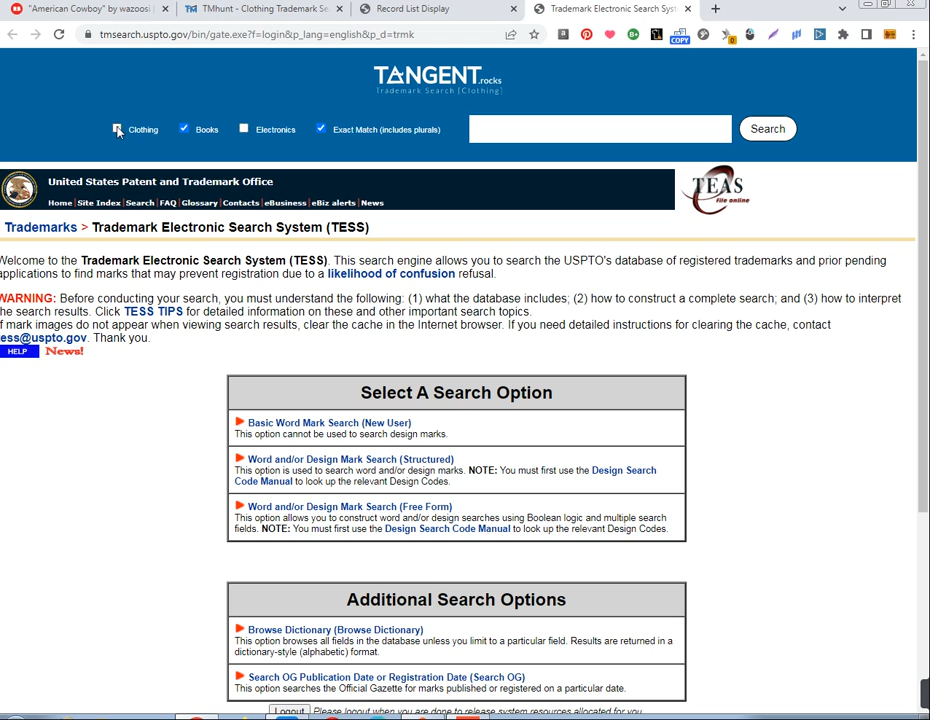 "American Cowboy" by wazoosi
TMhunt - Clothing Trademark Se
Record List Display
Trademark Electronic Search Syst
tmsearch.uspto.gov/bin/gate.exe?f=login&p_lang=english&p_d=trmk
COPY
0
TANGENT.rocks
Trademark Search [Clothing]
Clothing Books Electronics Exact Match (includes plurals) Search
United States Patent and Trademark Office
Home | Site Index | Search | FAQ | Glossary | Contacts | eBusiness | eBiz alerts | News
TEAS
File online
Trademarks > Trademark Electronic Search System (TESS)
Welcome to the Trademark Electronic Search System (TESS). This search engine allows you to search the USPTO's database of registered trademarks and prior pending
applications to find marks that may prevent registration due to a likelihood of confusion refusal.
WARNING: Before conducting your search, you must understand the following: (1) what the database includes; (2) how to construct a complete search; and (3) how to interpret
the search results. Click TESS TIPS for detailed information on these and other important search topics.
f mark images do not appear when viewing search results, clear the cache in the Internet browser. If you need detailed instructions for clearing the cache, contact
ess@uspto.gov. Thank you.
HELP News!
Select A Search Option
Basic Word Mark Search (New User)
This option cannot be used to search design marks.
Word and/or Design Mark Search (Structured)
This option is used to search word and/or design marks. NOTE: You must first use the Design Search
Code Manual to look up the relevant Design Codes.
Word and/or Design Mark Search (Free Form)
This option allows you to construct word and/or design searches using Boolean logic and multiple search
fields. NOTE: You must first use the Design Search Code Manual to look up the relevant Design Codes.
Additional Search Options
Browse Dictionary (Browse Dictionary)
This option browses all fields in the database unless you limit to a particular field. Results are returned in a
dictionary-style (alphabetic) format.
Search OG Publication Date or Registration Date (Search OG)
This option searches the Official Gazette for marks published or registered on a particular date.
Logout Please logout when you are done to release system resources allocated for you.